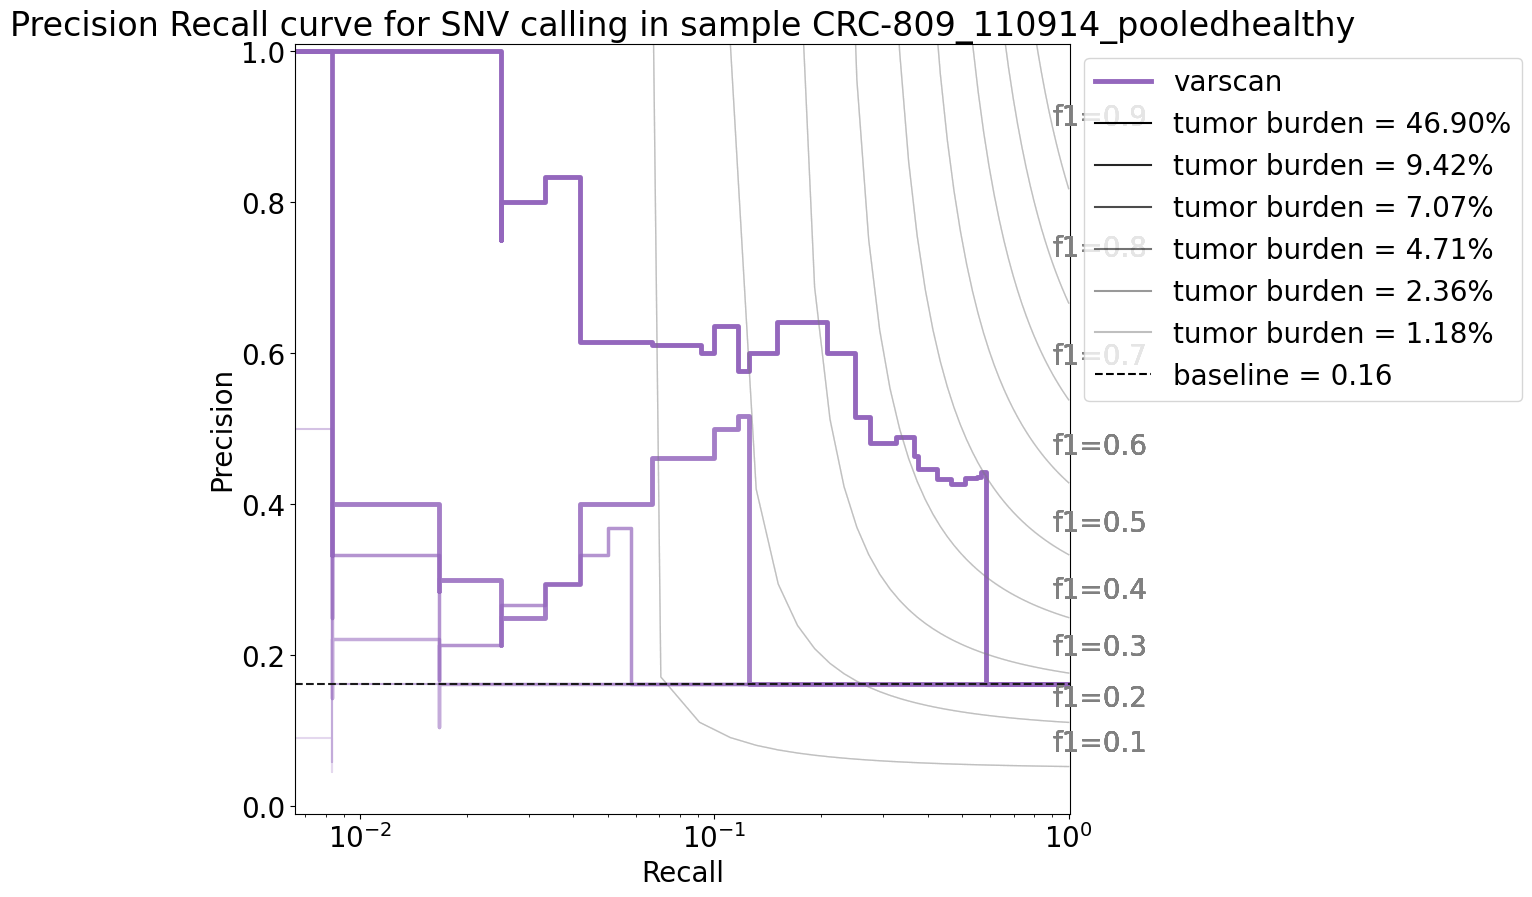 Precision Recall curve for SNV calling in sample CRC-809_110914_pooledhealthy
varscan
tumor burden = 46.90%
tumor burden = 9.42%
tumor burden = 7.07%
tumor burden = 4.71%
tumor burden = 2.36%
tumor burden = 1.18%
baseline = 0.16
f1=0.9
f1=0.8
f1=0.7
f1=0.6
f1=0.5
f1=0.4
f1=0.3
f1=0.2
f1=0.1
Precision
1.0
0.8
0.6
0.4
0.2
0.0
10⁻² 10⁻¹ 10⁰
Recall